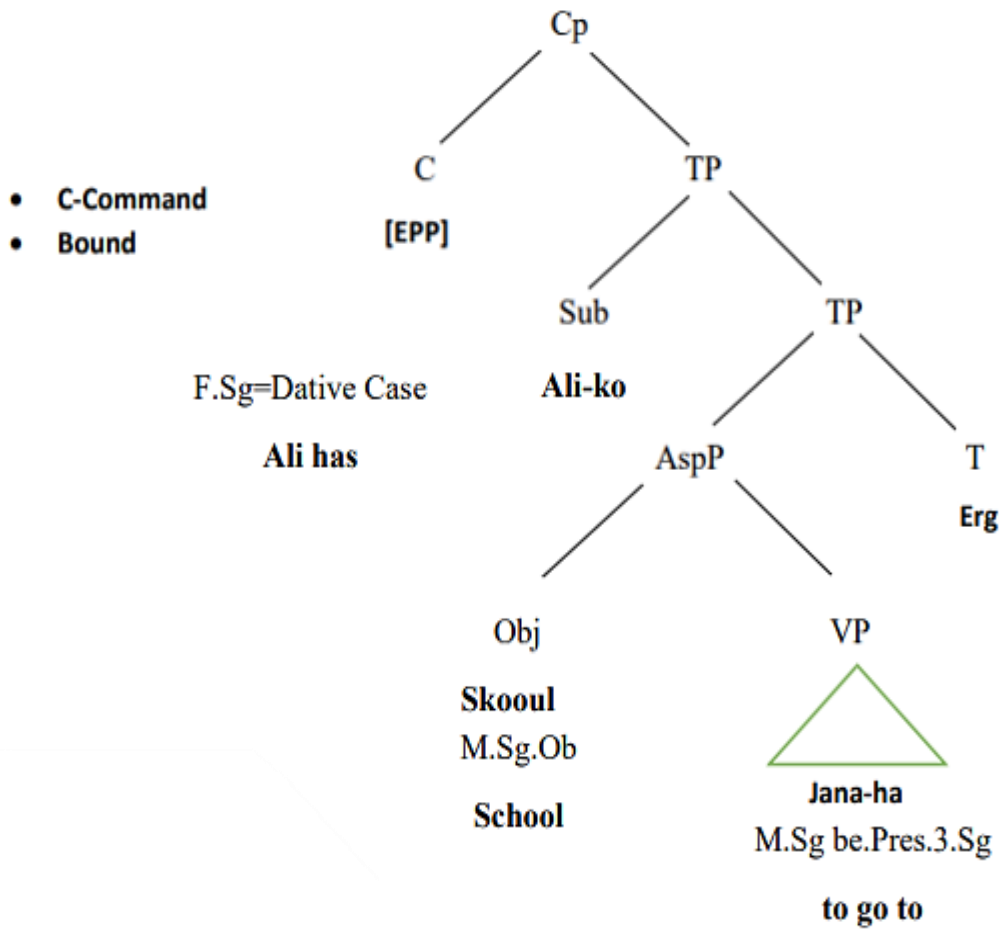 Cp
C
TP
• C-Command
• Bound
[EPP]
Sub
TP
F.Sg=Dative Case
Ali-ko
Ali has
AspP
T
Erg
Obj
VP
Skooul
M.Sg.Ob
School
Jana-ha
M.Sg be.Pres.3.Sg
to go to